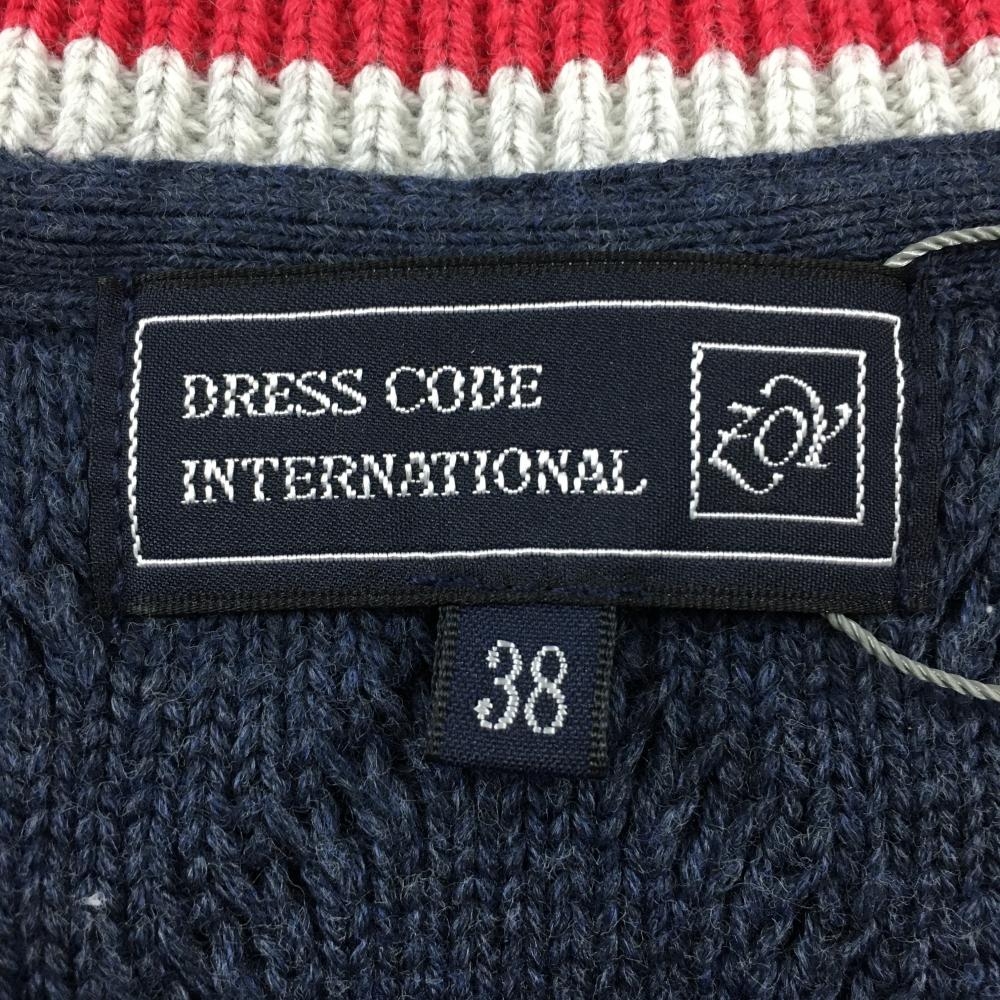 DRESS CODE
INTERNATIONAL
ZOY
38